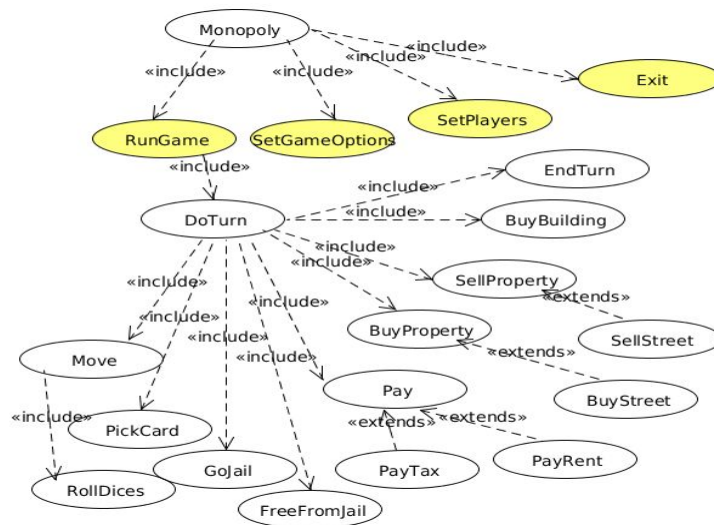 Monopoly
«include»
«include»
«include»
«include»
Exit
SetPlayers
RunGame
SetGameOptions
«include»
EndTurn
«include»
DoTurn
«include»
BuyBuilding
«include»
«include»
SellProperty
«include»
«include»
«include»
«extends»
BuyProperty
SellStreet
«include»
«include»
Move
«extends»
Pay
BuyStreet
«include»
«extends»
«extends»
PickCard
GoJail
PayTax
PayRent
RollDices
FreeFromJail